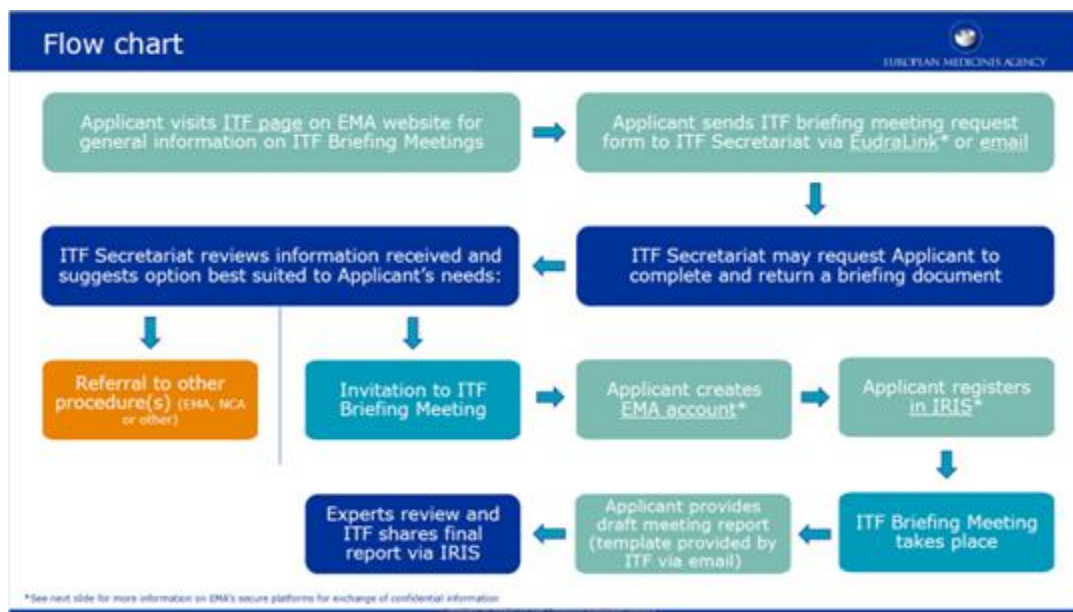 Flow chart
EUROPEAN MEDICINES AGENCY
Applicant visits ITF page on EMA website for
general information on ITF Briefing Meetings
Applicant sends ITF briefing meeting request
form to ITF Secretariat via EudraLink* or email
ITF Secretariat reviews information received and
suggests option best suited to Applicant's needs:
ITF Secretariat may request Applicant to
complete and return a briefing document
Referral to other
procedure(s) (EMA, NCA
or other)
Invitation to ITF
Briefing Meeting
Applicant creates
EMA account*
Applicant registers
in IRIS*
Experts review and
ITF shares final
report via IRIS
Applicant provides
draft meeting report
(template provided by
ITF via email)
ITF Briefing Meeting
takes place
*See next slide for more information on EMA's secure platforms for exchange of confidential information